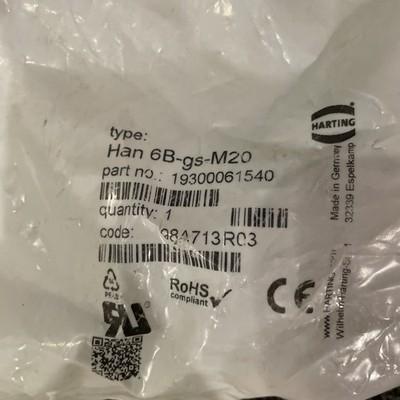 type:
Han 6B-gs-M20
part no.: 19300061540
quantity: 1
code: 98A713R03
RoHS
compliant
CE
HARTING
Made in Germany
32339 Espelkamp